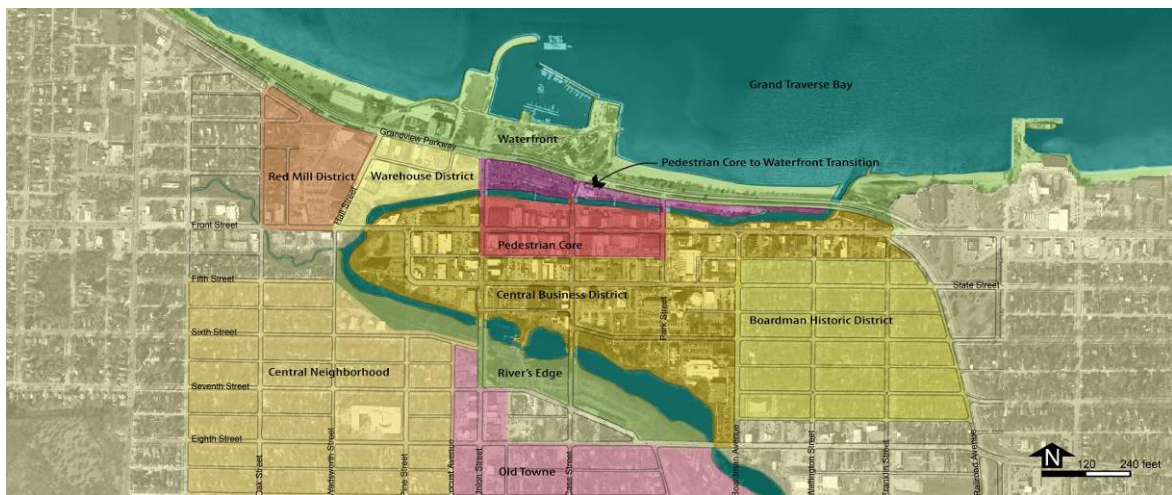 Grand Traverse Bay
Grandview Parkway
Waterfront
Pedestrian Core to Waterfront Transition
Red Mill District
Warehouse District
Hall Street
Front Street
Pedestrian Core
Fifth Street
State Street
Central Business District
Park Street
Boardman Historic District
Sixth Street
Central Neighborhood
River's Edge
Seventh Street
Eighth Street
Old Towne
Oak Street
Wadsworth Street
Pine Street
Locust Avenue
Union Street
Cass Street
Boardman Avenue
Wellington Street
Franklin Street
Railroad Avenue
N
120 240 feet